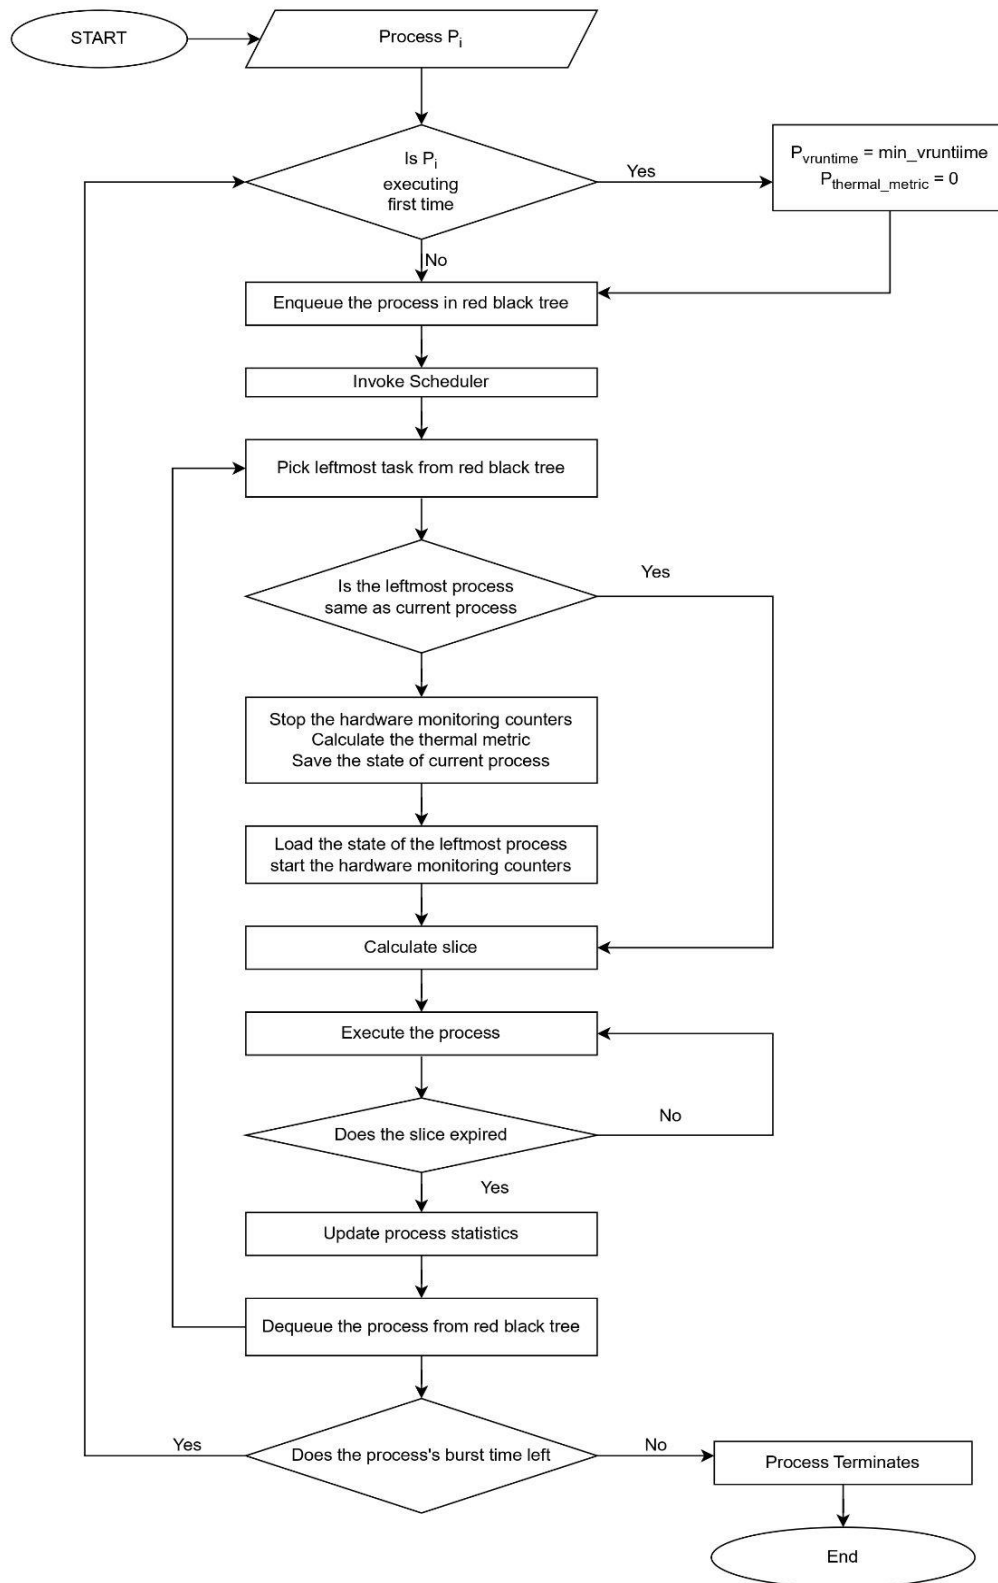 START
Process Pi
Is Pi
executing
first time
Yes
Pvruntime = min_vruntiime
Pthermal_metric = 0
No
Enqueue the process in red black tree
Invoke Scheduler
Pick leftmost task from red black tree
Is the leftmost process
same as current process
Yes
Stop the hardware monitoring counters
Calculate the thermal metric
Save the state of current process
Load the state of the leftmost process
start the hardware monitoring counters
Calculate slice
Execute the process
Does the slice expired
No
Yes
Update process statistics
Dequeue the process from red black tree
Does the process's burst time left
Yes
No
Process Terminates
End